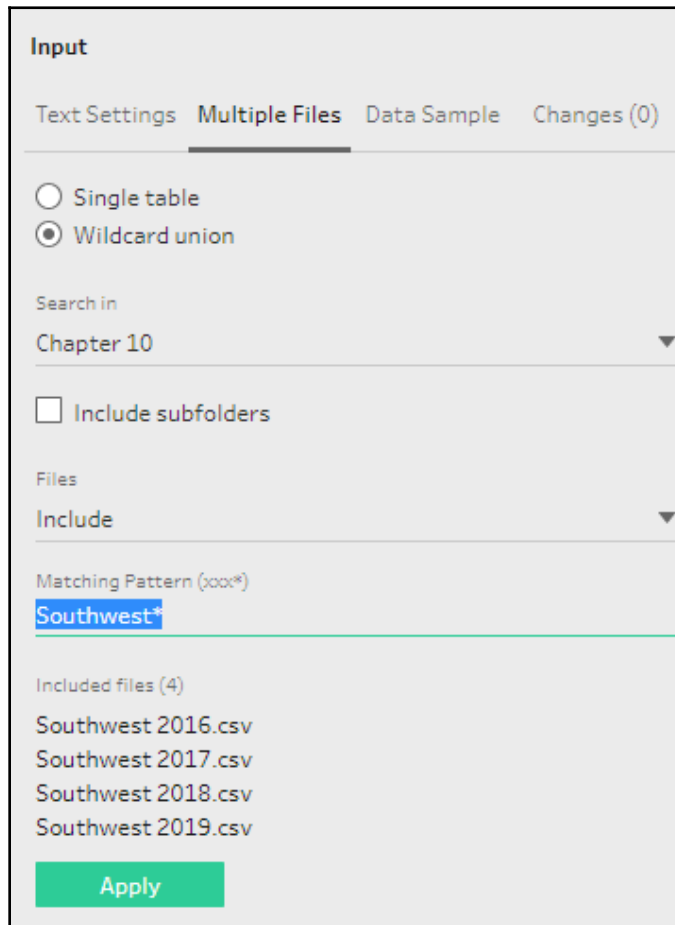 Input
Text Settings Multiple Files Data Sample Changes (0)
Single table
Wildcard union
Search in
Chapter 10
Include subfolders
Files
Include
Matching Pattern (xxx*)
Southwest*
Included files (4)
Southwest 2016.csv
Southwest 2017.csv
Southwest 2018.csv
Southwest 2019.csv
Apply